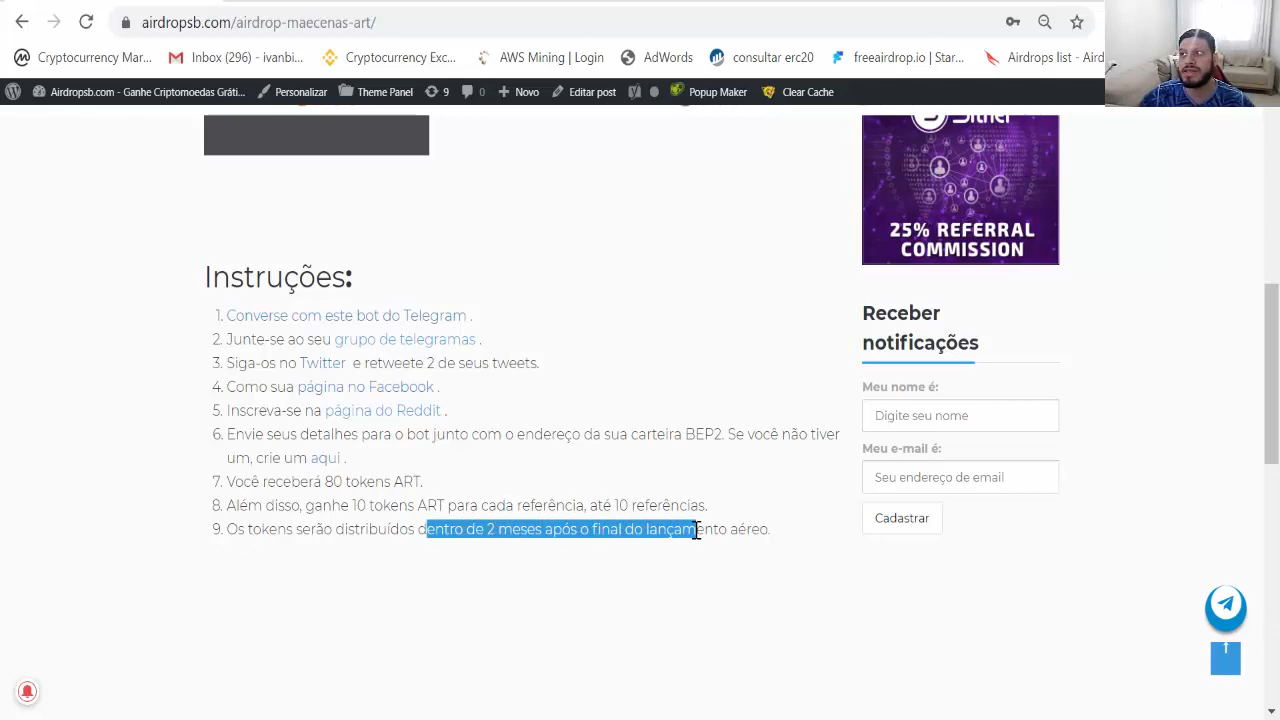 airdropsb.com/airdrop-maecenas-art/
Cryptocurrency Mar...
Inbox (296) - ivanbi...
Cryptocurrency Exc...
AWS Mining | Login
AdWords
consultar erc20
freeairdrop.io | Star...
Airdrops list - Aird
Airdropsb.com – Ganhe Criptomoedas Gráti...
Personalizar
Theme Panel
9
0
Novo
Editar post
Popup Maker
Clear Cache
25% REFERRAL
COMMISSION
Instruções:
1. Converse com este bot do Telegram .
2. Junte-se ao seu grupo de telegramas .
3. Siga-os no Twitter e retweete 2 de seus tweets.
4. Como sua página no Facebook .
5. Inscreva-se na página do Reddit .
6. Envie seus detalhes para o bot junto com o endereço da sua carteira BEP2. Se você não tiver
um, crie um aqui .
7. Você receberá 80 tokens ART.
8. Além disso, ganhe 10 tokens ART para cada referência, até 10 referências.
9. Os tokens serão distribuídos dentro de 2 meses após o final do lançamento aéreo.
Receber
notificações
Meu nome é:
Digite seu nome
Meu e-mail é:
Seu endereço de email
Cadastrar